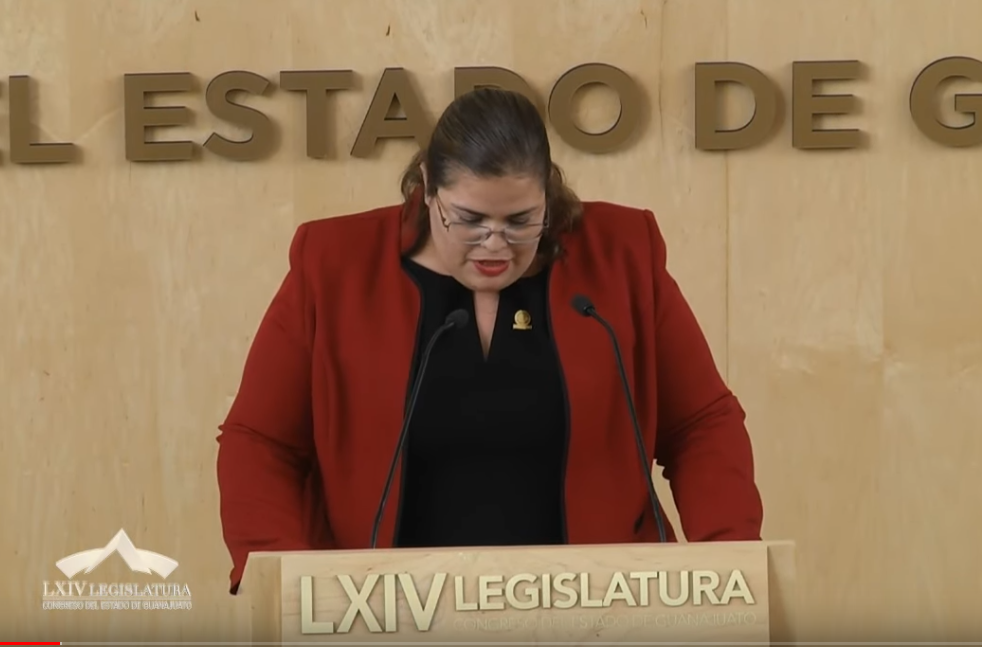 EL ESTADO DE G
LXIV LEGISLATURA
CONGRESO DEL ESTADO DE GUANAJUATO
LXIV LEGISLATURA
CONGRESO DEL ESTADO DE GUANAJUATO